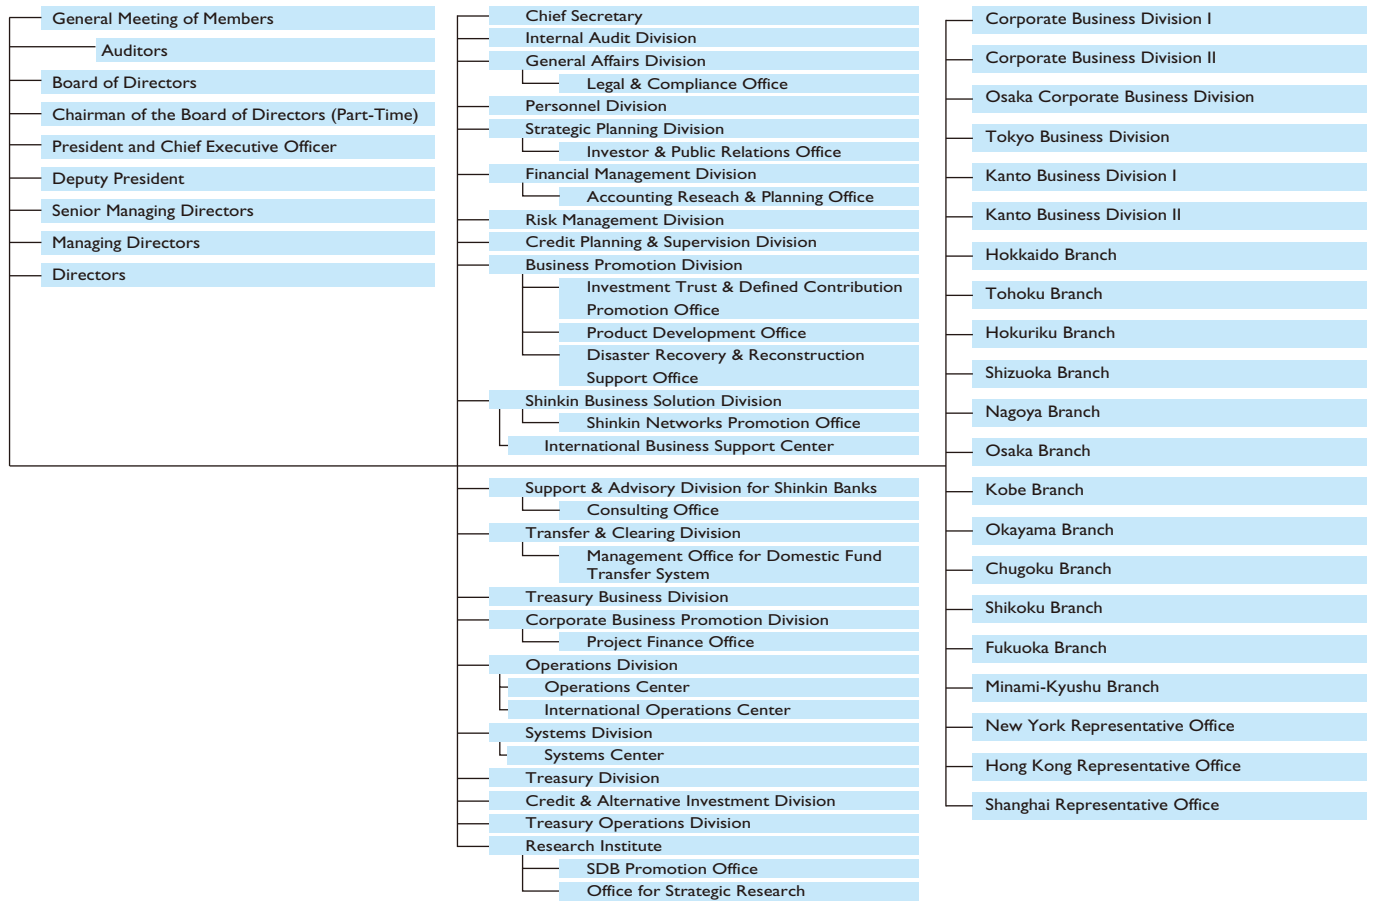 General Meeting of Members
Auditors
Board of Directors
Chairman of the Board of Directors (Part-Time)
President and Chief Executive Officer
Deputy President
Senior Managing Directors
Managing Directors
Directors
Chief Secretary
Internal Audit Division
General Affairs Division
Legal & Compliance Office
Personnel Division
Strategic Planning Division
Investor & Public Relations Office
Financial Management Division
Accounting Reseach & Planning Office
Risk Management Division
Credit Planning & Supervision Division
Business Promotion Division
Investment Trust & Defined Contribution
Promotion Office
Product Development Office
Disaster Recovery & Reconstruction
Support Office
Shinkin Business Solution Division
Shinkin Networks Promotion Office
International Business Support Center
Support & Advisory Division for Shinkin Banks
Consulting Office
Transfer & Clearing Division
Management Office for Domestic Fund
Transfer System
Treasury Business Division
Corporate Business Promotion Division
Project Finance Office
Operations Division
Operations Center
International Operations Center
Systems Division
Systems Center
Treasury Division
Credit & Alternative Investment Division
Treasury Operations Division
Research Institute
SDB Promotion Office
Office for Strategic Research
Corporate Business Division I
Corporate Business Division II
Osaka Corporate Business Division
Tokyo Business Division
Kanto Business Division I
Kanto Business Division II
Hokkaido Branch
Tohoku Branch
Hokuriku Branch
Shizuoka Branch
Nagoya Branch
Osaka Branch
Kobe Branch
Okayama Branch
Chugoku Branch
Shikoku Branch
Fukuoka Branch
Minami-Kyushu Branch
New York Representative Office
Hong Kong Representative Office
Shanghai Representative Office